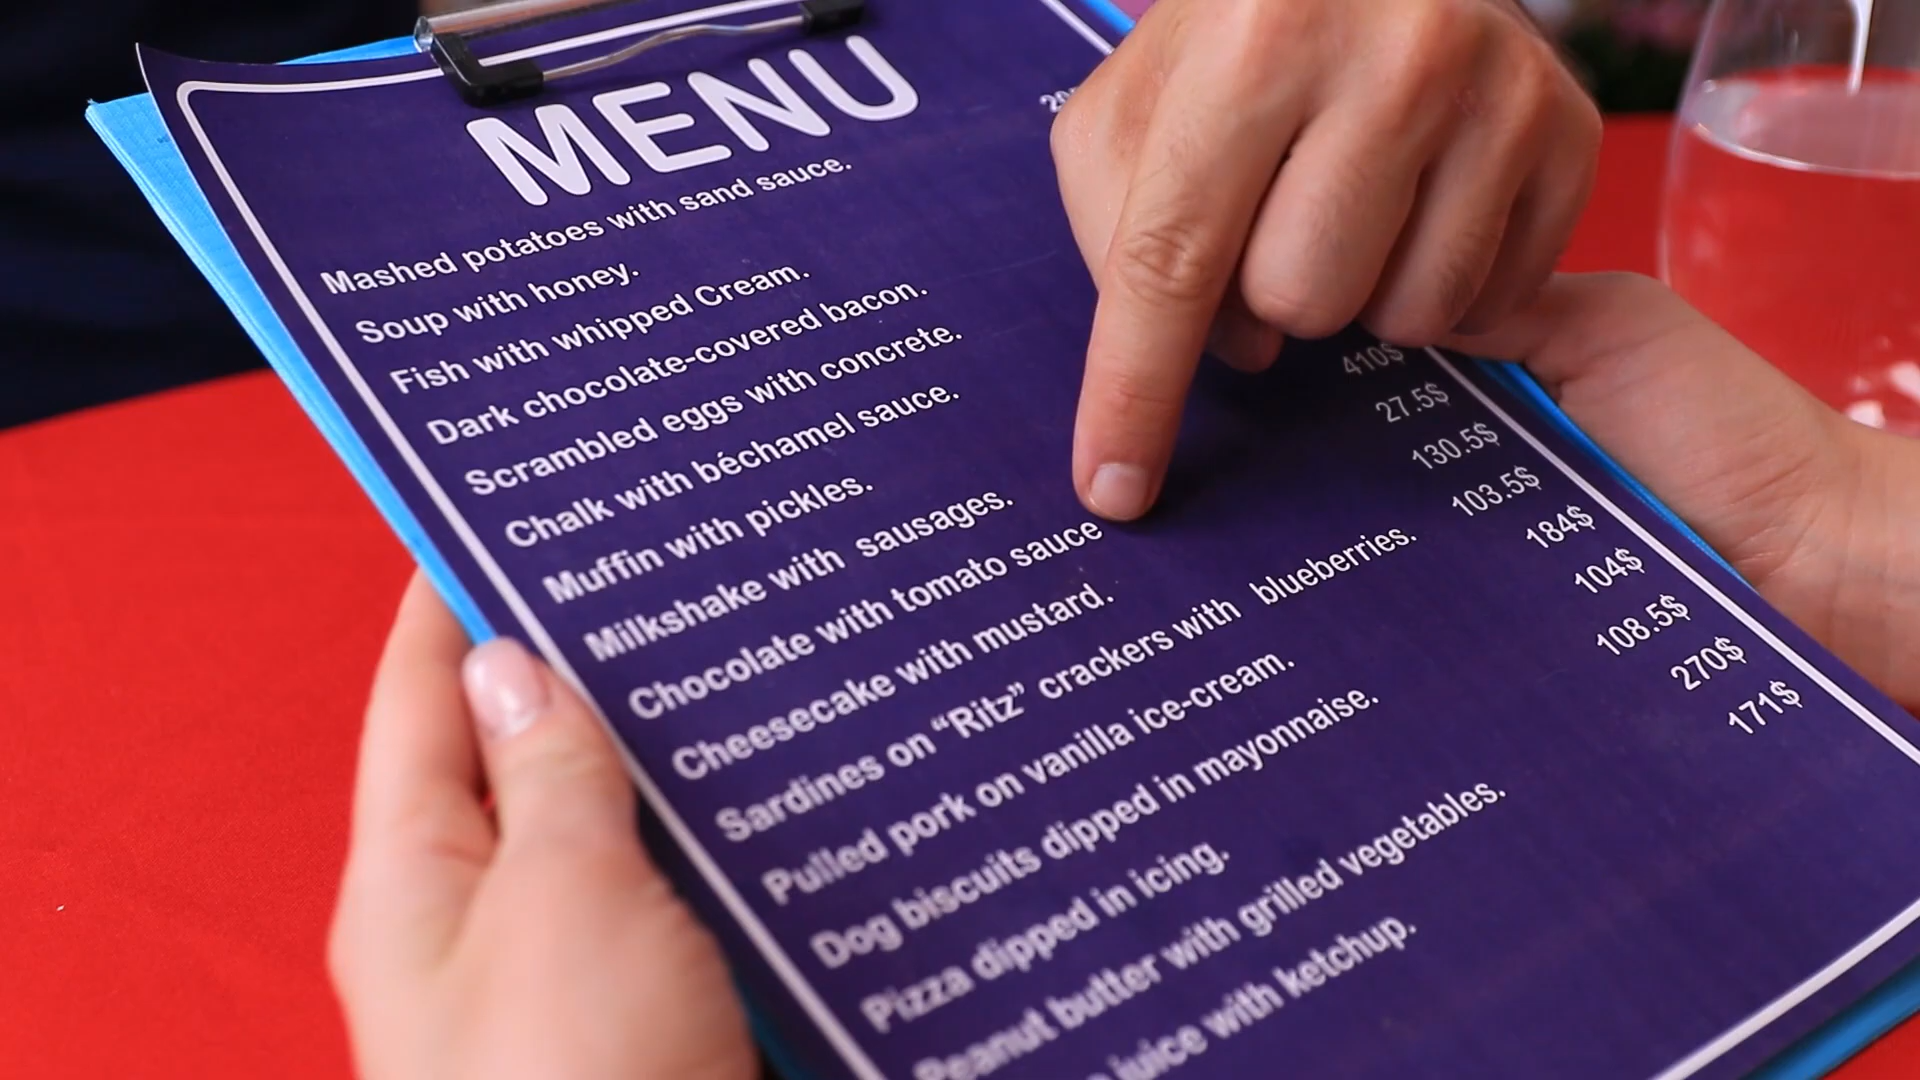 MENU
Mashed potatoes with sand sauce.
Soup with honey.
Fish with whipped Cream.
Dark chocolate-covered bacon.
Scrambled eggs with concrete.
Chalk with béchamel sauce.
Muffin with pickles.
Milkshake with sausages. 410$
Chocolate with tomato sauce 27.5$
Cheesecake with mustard. 130.5$
Sardines on “Ritz” crackers with blueberries. 103.5$
Pulled pork on vanilla ice-cream. 184$
Dog biscuits dipped in mayonnaise. 104$
Pizza dipped in icing. 108.5$
Peanut butter with grilled vegetables. 270$
juice with ketchup. 171$